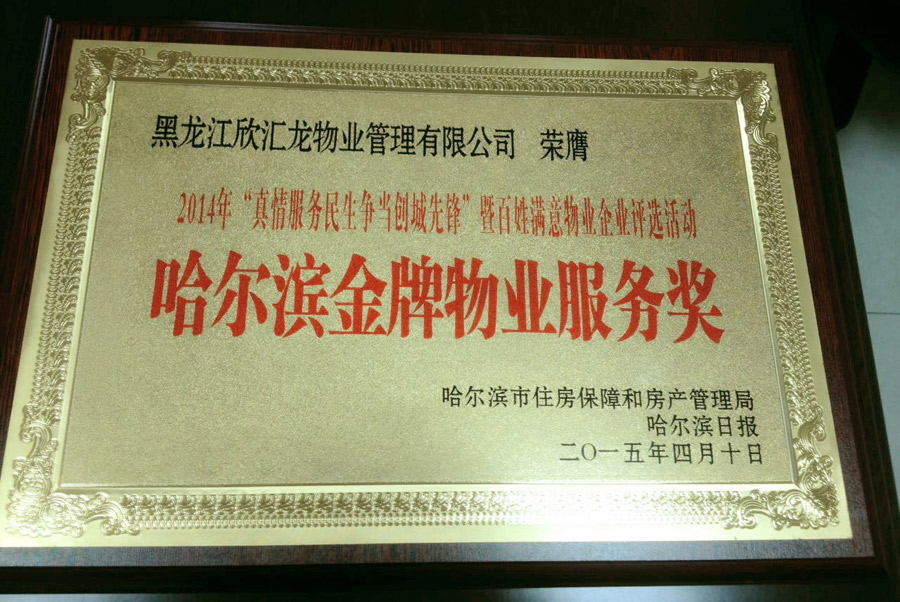 黑龙江欣汇龙物业管理有限公司 荣膺
2014年“真情服务民生争当创城先锋”暨百姓满意物业企业评选活动
哈尔滨金牌物业服务奖
哈尔滨市住房保障和房产管理局
哈尔滨日报
二〇一五年四月十日